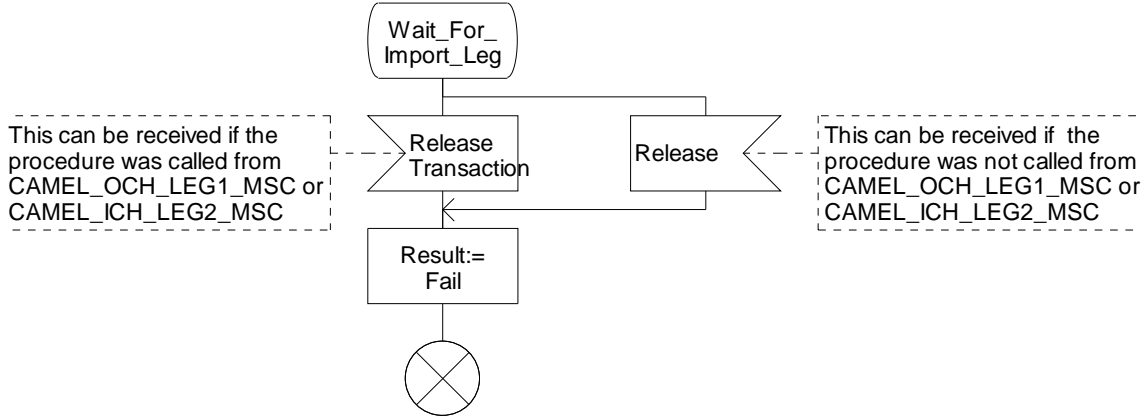 Wait_For_
Import_Leg
This can be received if the
procedure was called from
CAMEL_OCH_LEG1_MSC or
CAMEL_ICH_LEG2_MSC
Release
Transaction
Release
This can be received if  the
procedure was not called from
CAMEL_OCH_LEG1_MSC or
CAMEL_ICH_LEG2_MSC
Result:=
Fail